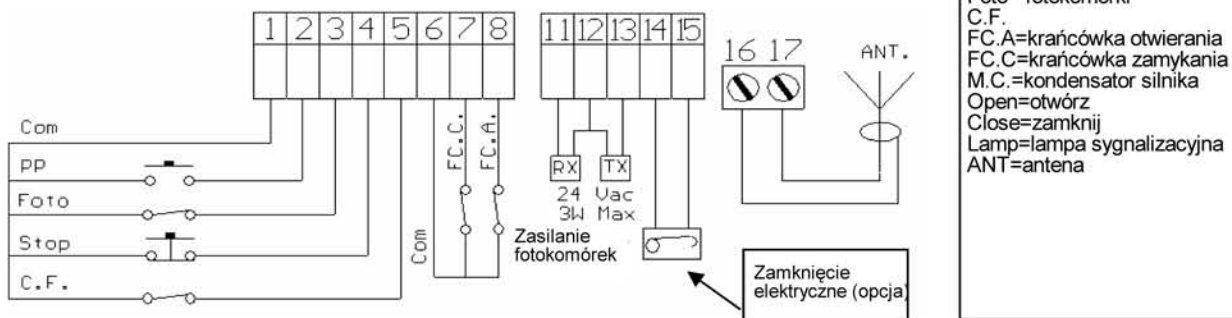 1 2 3 4 5 6 7 8
11 12 13 14 15
16 17
ANT.
Com
PP
Foto
Stop
C.F.
Com
FC.C.
FC.A.
RX TX
24 Vac
3W Max
Zasilanie
fotokomórek
Zamknięcie
elektryczne (opcja)
Foto=fotokomórki
C.F.
FC.A=krańcówka otwierania
FC.C=krańcówka zamykania
M.C.=kondensator silnika
Open=otwórz
Close=zamknij
Lamp=lampa sygnalizacyjna
ANT=antena